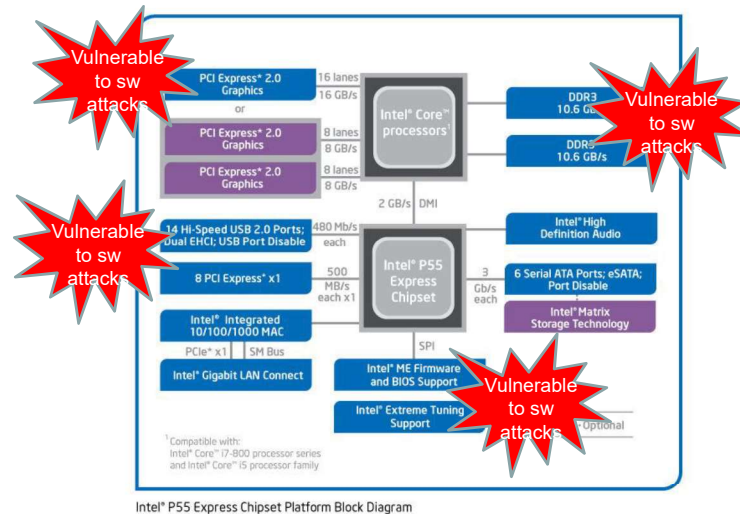 Vulnerable
to sw
attacks
PCI Express* 2.0
Graphics
16 lanes
16 GB/s
or
PCI Express* 2.0
Graphics
8 lanes
8 GB/s
PCI Express* 2.0
Graphics
8 lanes
8 GB/s
Intel® Core™
processors¹
DDR3
10.6 GB/
DDR3
10.6 GB/s
Vulnerable
to sw
attacks
2 GB/s DMI
Vulnerable
to sw
attacks
14 Hi-Speed USB 2.0 Ports;
Dual EHCI; USB Port Disable
480 Mb/s
each
Intel® High
Definition Audio
8 PCI Express* x1
500
MB/s
each x1
Intel® P55
Express
Chipset
3
Gb/s
each
6 Serial ATA Ports; eSATA;
Port Disable
Intel® Matrix
Storage Technology
Intel® Integrated
10/100/1000 MAC
PCIe* x1
SM Bus
Intel® Gigabit LAN Connect
SPI
Intel® ME Firmware
and BIOS Support
Intel® Extreme Tuning
Support
Vulnerable
to sw
attacks
Optional
¹ Compatible with:
Intel® Core™ i7-800 processor series
and Intel® Core™ i5 processor family
Intel® P55 Express Chipset Platform Block Diagram